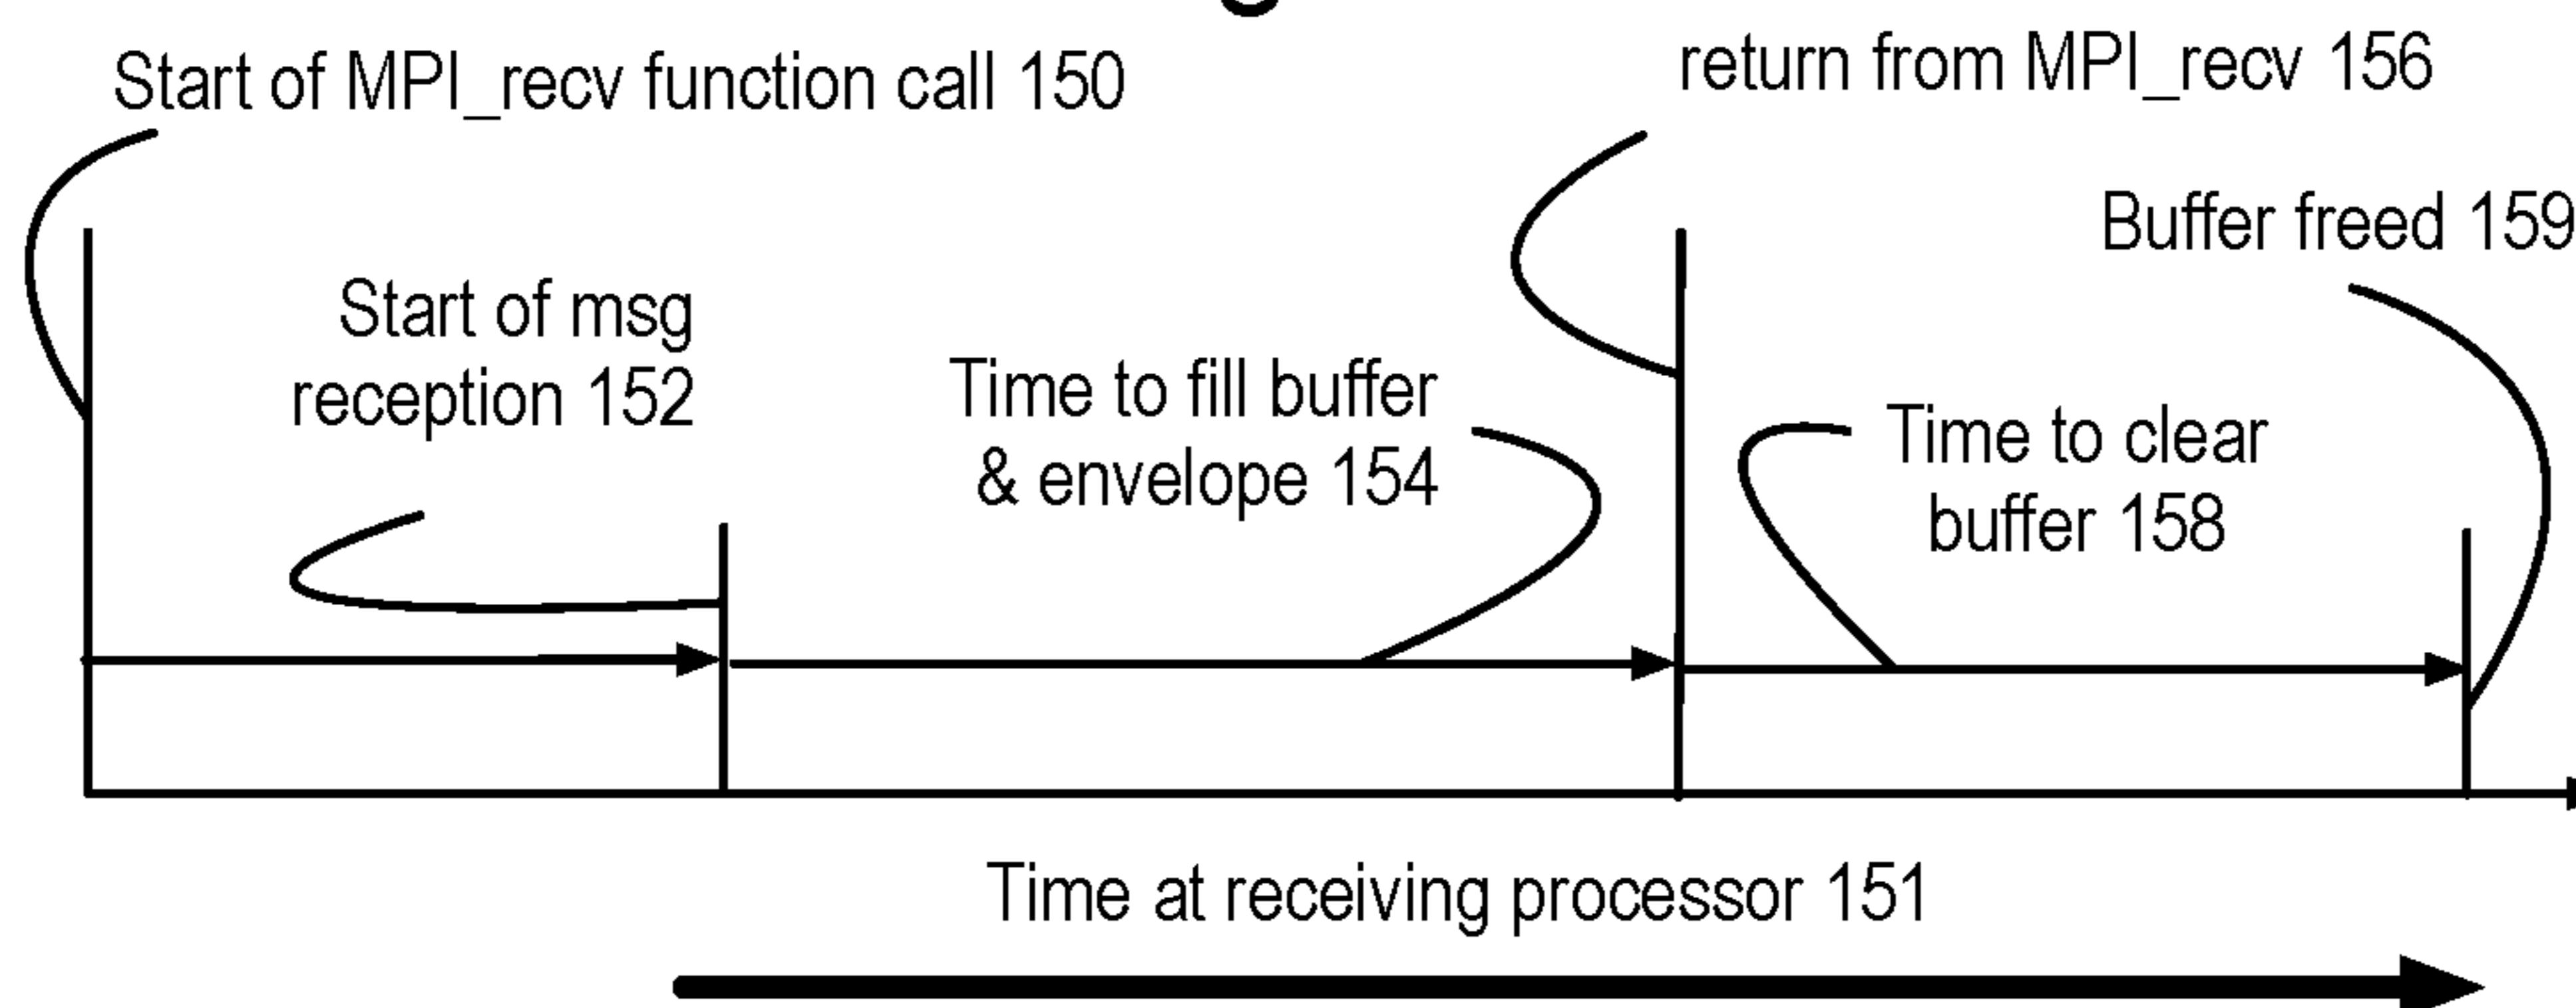 Start of MPI_recv function call 150
return from MPI_recv 156
Buffer freed 159
Start of msg
reception 152
Time to fill buffer
& envelope 154
Time to clear
buffer 158
Time at receiving processor 151